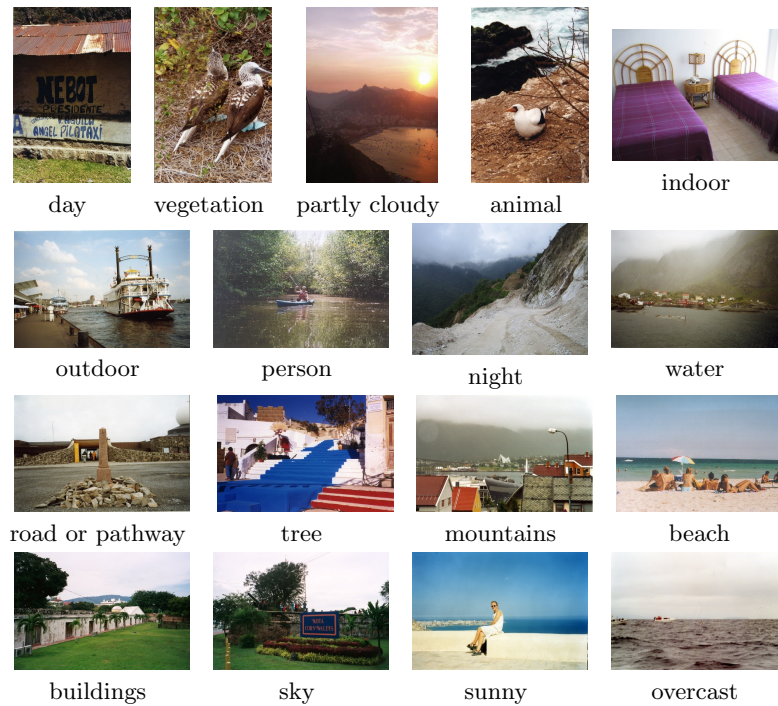 NEBOT
PRESIDENTE
ANGEL PILATAXI
day
vegetation
partly cloudy
animal
indoor
outdoor
person
night
water
road or pathway
tree
mountains
beach
buildings
sky
sunny
overcast